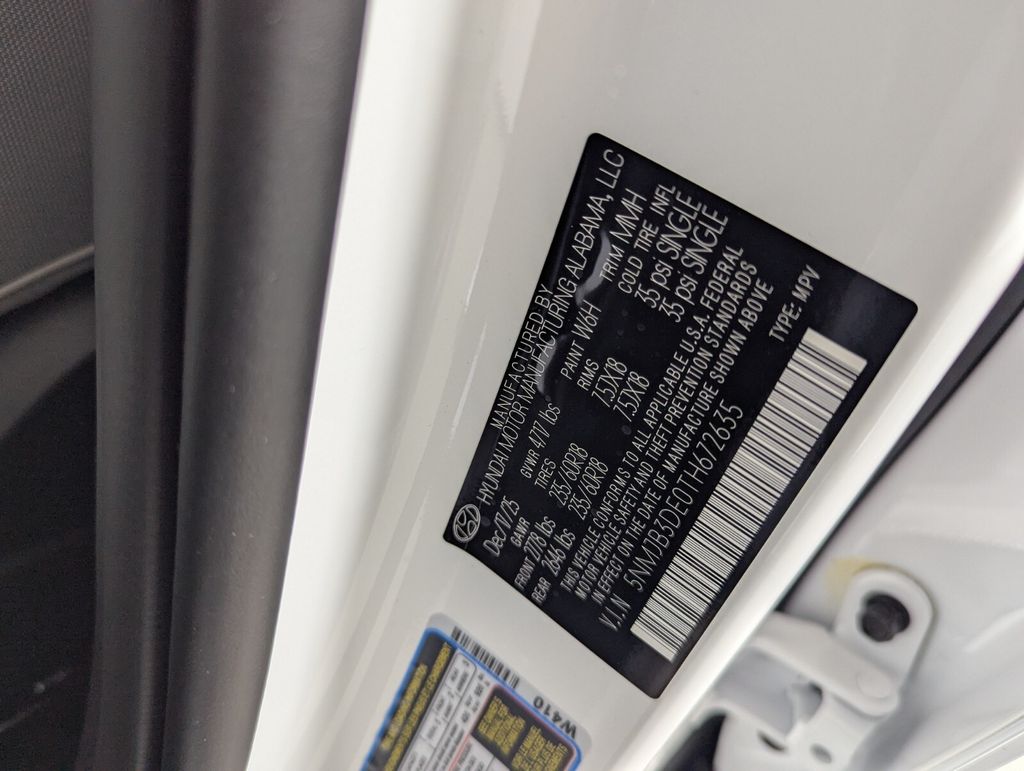 MANUFACTURED BY
HYUNDAI MOTOR MANUFACTURING ALABAMA, LLC
Dec/17/25 GVWR 4717 lbs PAINT WW6H TRIM MMH
GAWR TIRES RIMS COLD TIRE INFL
FRONT 2778 lbs 235/60R18 7.5JX18 35 psi SINGLE
REAR 2646 lbs 235/60R18 7.5JX18 35 psi SINGLE
THIS VEHICLE CONFORMS TO ALL APPLICABLE U.S.A. FEDERAL
MOTOR VEHICLE SAFETY AND THEFT PREVENTION STANDARDS
IN EFFECT ON THE DATE OF MANUFACTURE SHOWN ABOVE
V.I.N 5NMJB3DE0TH672635 TYPE: MPV
W410